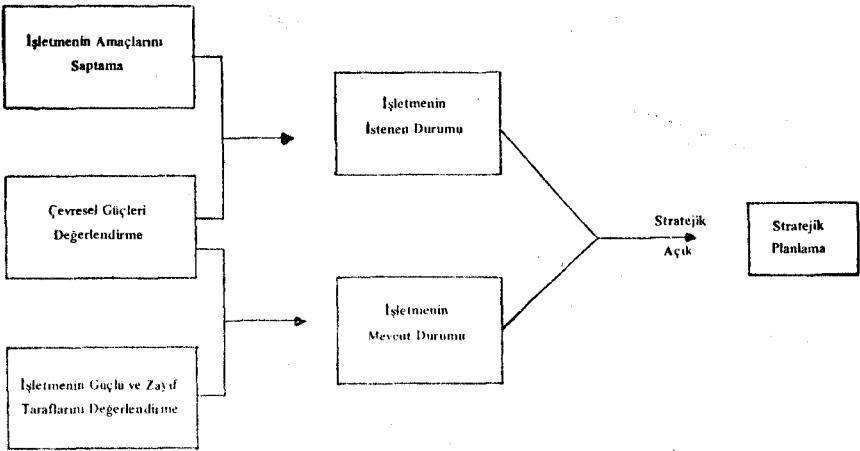 İşletmenin Amaçlarını
Saptama
Çevresel Güçleri
Değerlendirme
İşletmenin Güçlü ve Zayıf
Taraflarını Değerlendirme
İşletmenin
İstenen Durumu
İşletmenin
Mevcut Durumu
Stratejik
Açık
Stratejik
Planlama